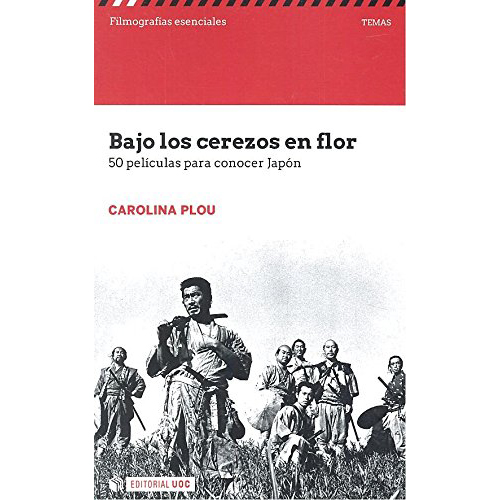 Filmografías esenciales
TEMAS
Bajo los cerezos en flor
50 películas para conocer Japón
CAROLINA PLOU
EDITORIAL UOC